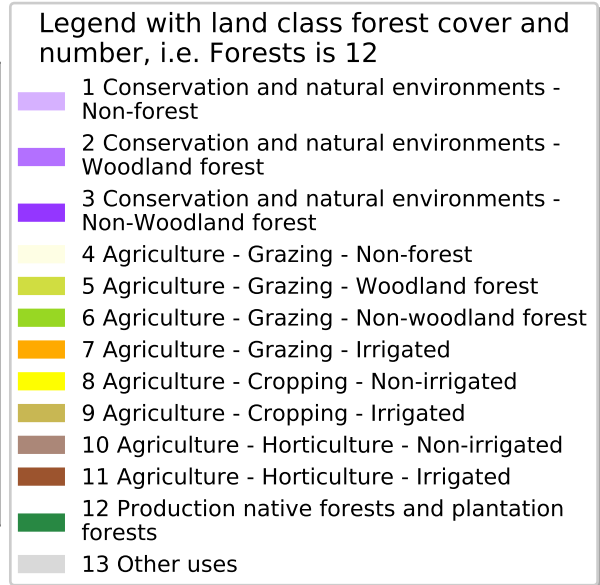 Legend with land class forest cover and
number, i.e. Forests is 12
1 Conservation and natural environments -
Non-forest
2 Conservation and natural environments -
Woodland forest
3 Conservation and natural environments -
Non-Woodland forest
4 Agriculture - Grazing - Non-forest
5 Agriculture - Grazing - Woodland forest
6 Agriculture - Grazing - Non-woodland forest
7 Agriculture - Grazing - Irrigated
8 Agriculture - Cropping - Non-irrigated
9 Agriculture - Cropping - Irrigated
10 Agriculture - Horticulture - Non-irrigated
11 Agriculture - Horticulture - Irrigated
12 Production native forests and plantation
forests
13 Other uses